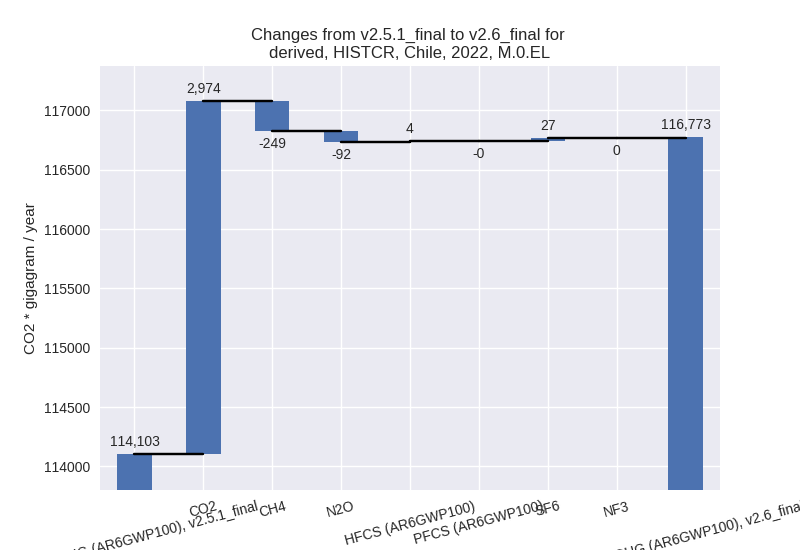 Changes from v2.5.1_final to v2.6_final for
derived, HISTCR, Chile, 2022, M.0.EL
CO2 * gigagram / year
117000
116500
116000
115500
115000
114500
114000
114,103
2,974
-249
-92
4
-0
27
0
116,773
(AR6GWP100), v2.5.1_final
CO2
CH4
N2O
HFCS (AR6GWP100)
PFCS (AR6GWP100)
SF6
NF3
(AR6GWP100), v2.6_final